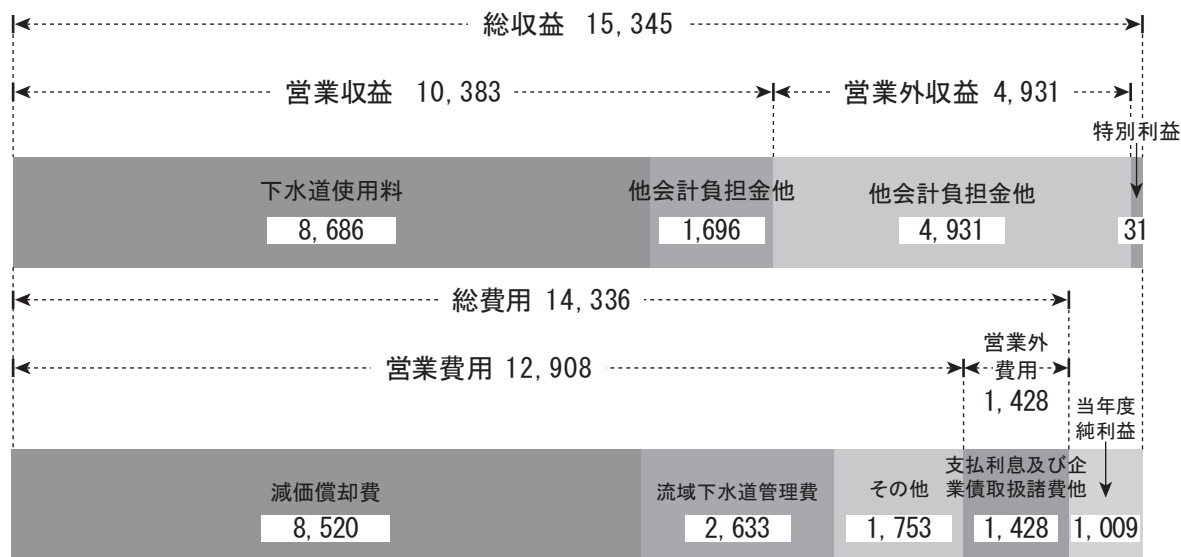 総収益 15,345
営業収益 10,383
営業外収益 4,931
特別利益
下水道使用料
8,686
他会計負担金他
1,696
他会計負担金他
4,931
31
総費用 14,336
営業費用 12,908
営業外
費用
1,428
当年度
純利益
減価償却費
8,520
流域下水道管理費
2,633
その他
1,753
支払利息及び企
業債取扱諸費他
1,428
1,009